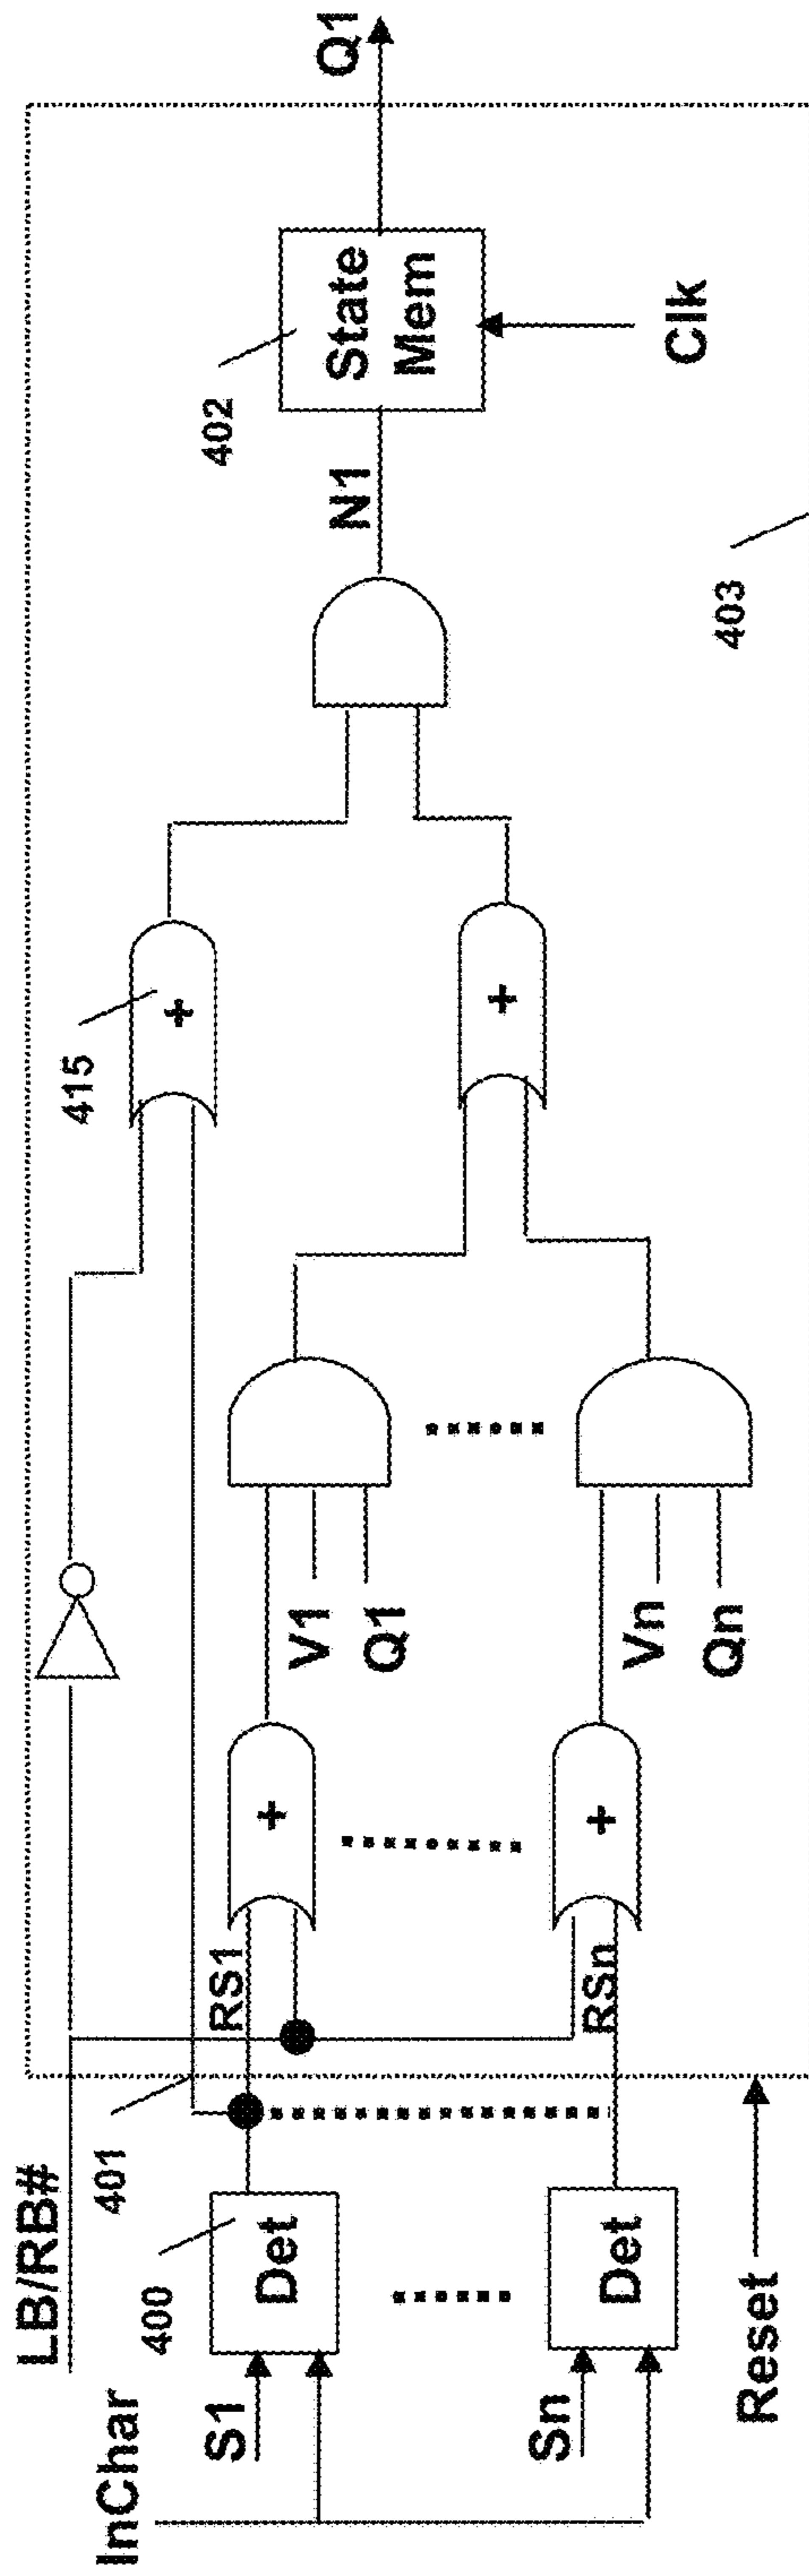 LB/RB#
InChar
401
400
Det
S1
Det
Sn
Reset
RS1
+
RSn
+
V1
Q1
Vn
Qn
415
+
+
N1
402
State
Mem
Clk
403
Q1